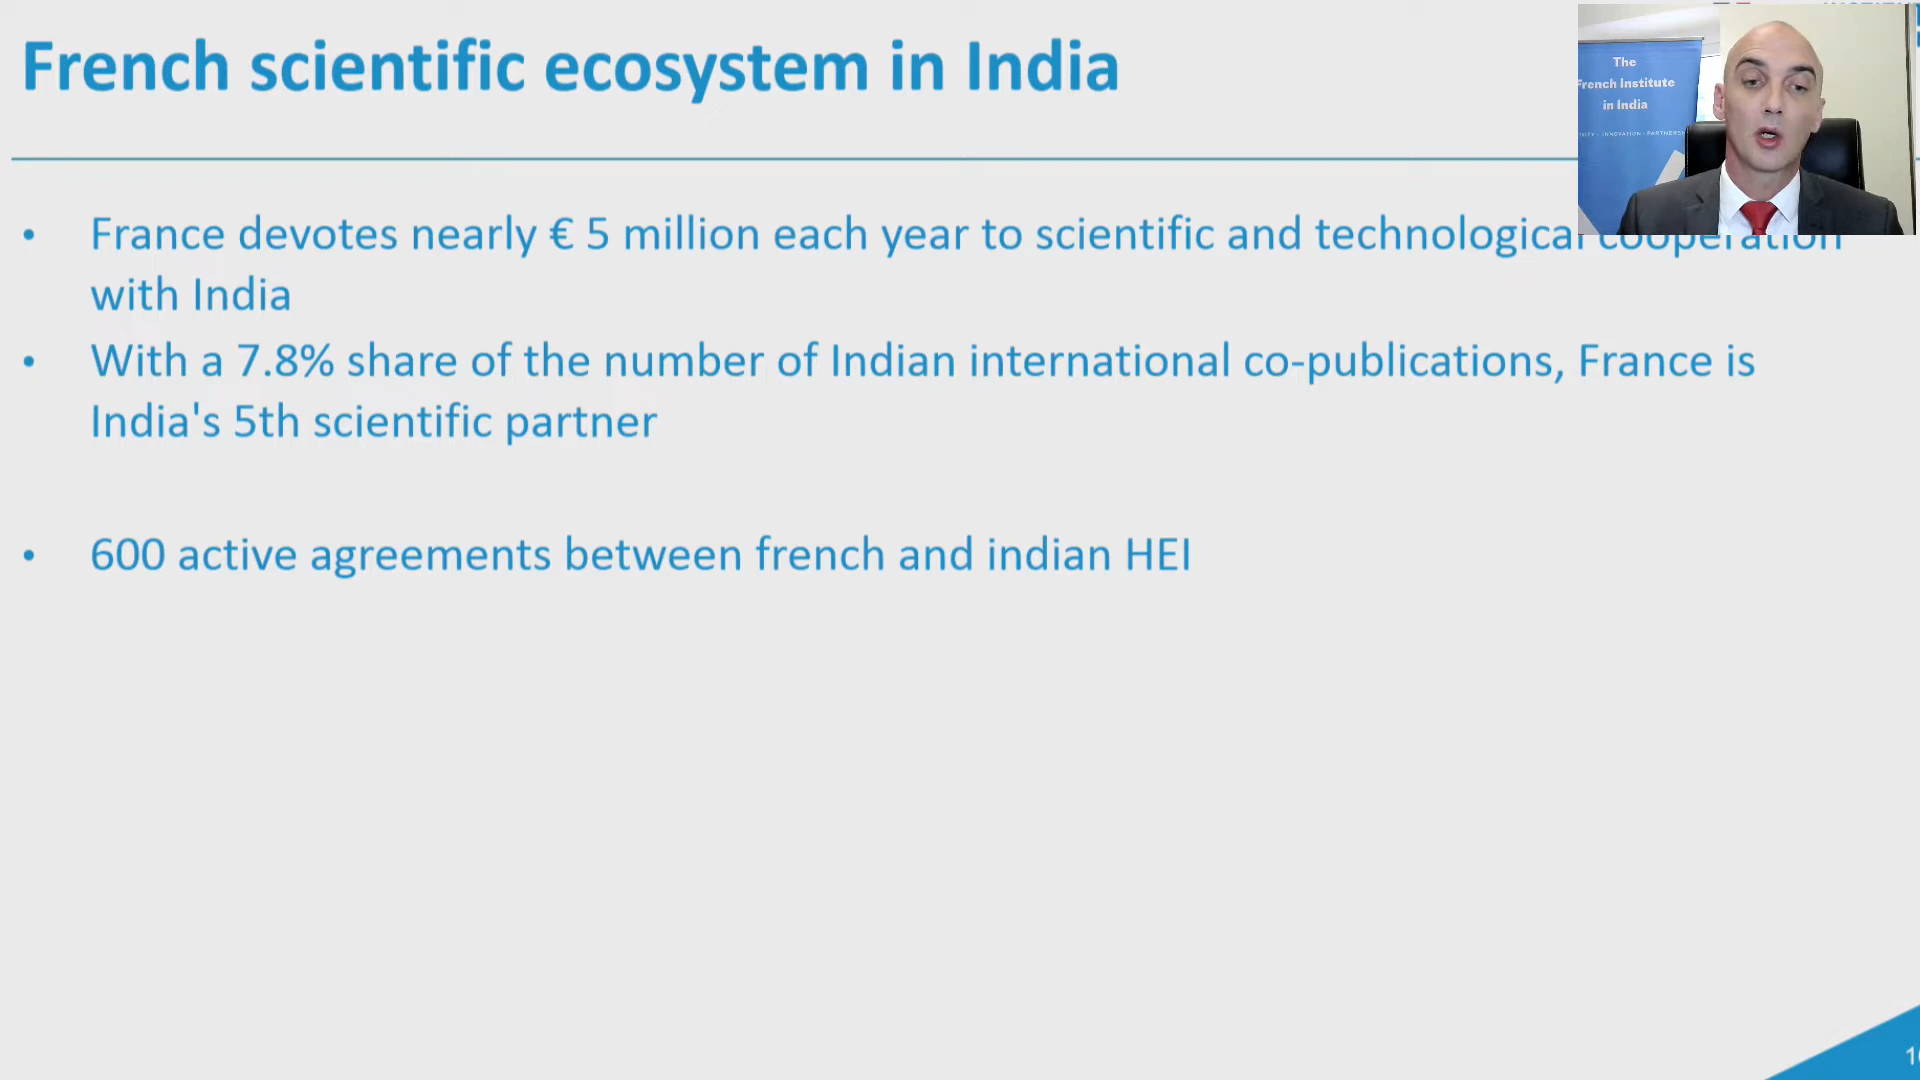 French scientific ecosystem in India
The
French Institute
in India
• France devotes nearly € 5 million each year to scientific and technological cooperation
with India
• With a 7.8% share of the number of Indian international co-publications, France is
India's 5th scientific partner
• 600 active agreements between french and indian HEI